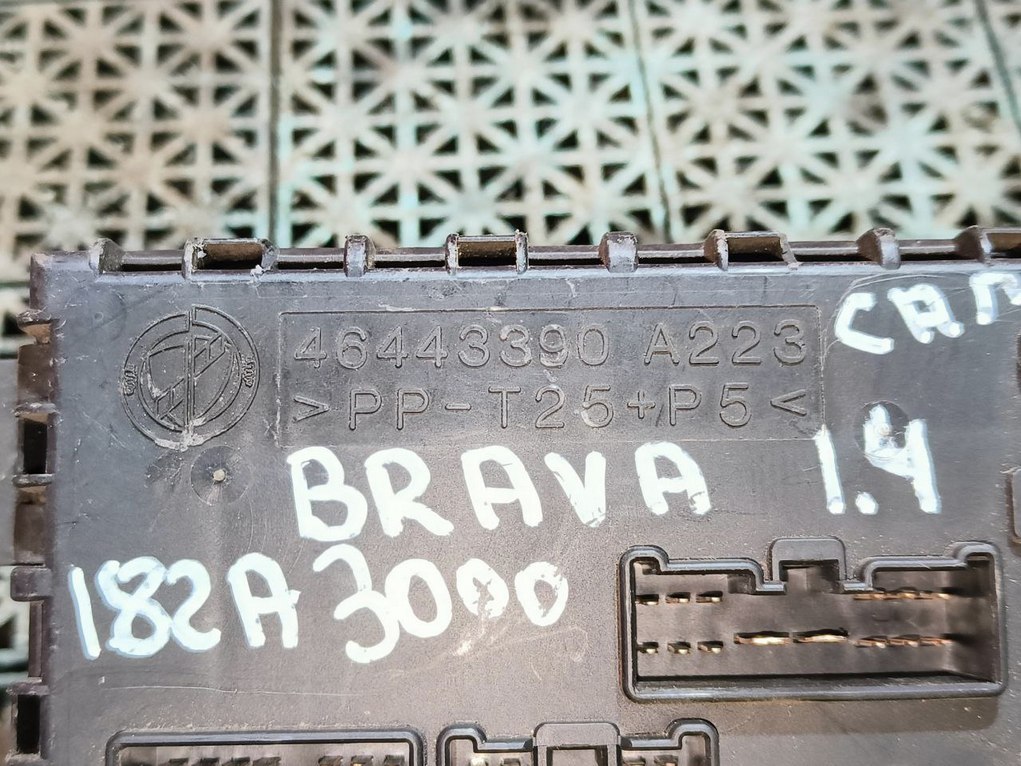 46443390 A223
>PP-T25+P5<
BRAVA 1.4
182A3000